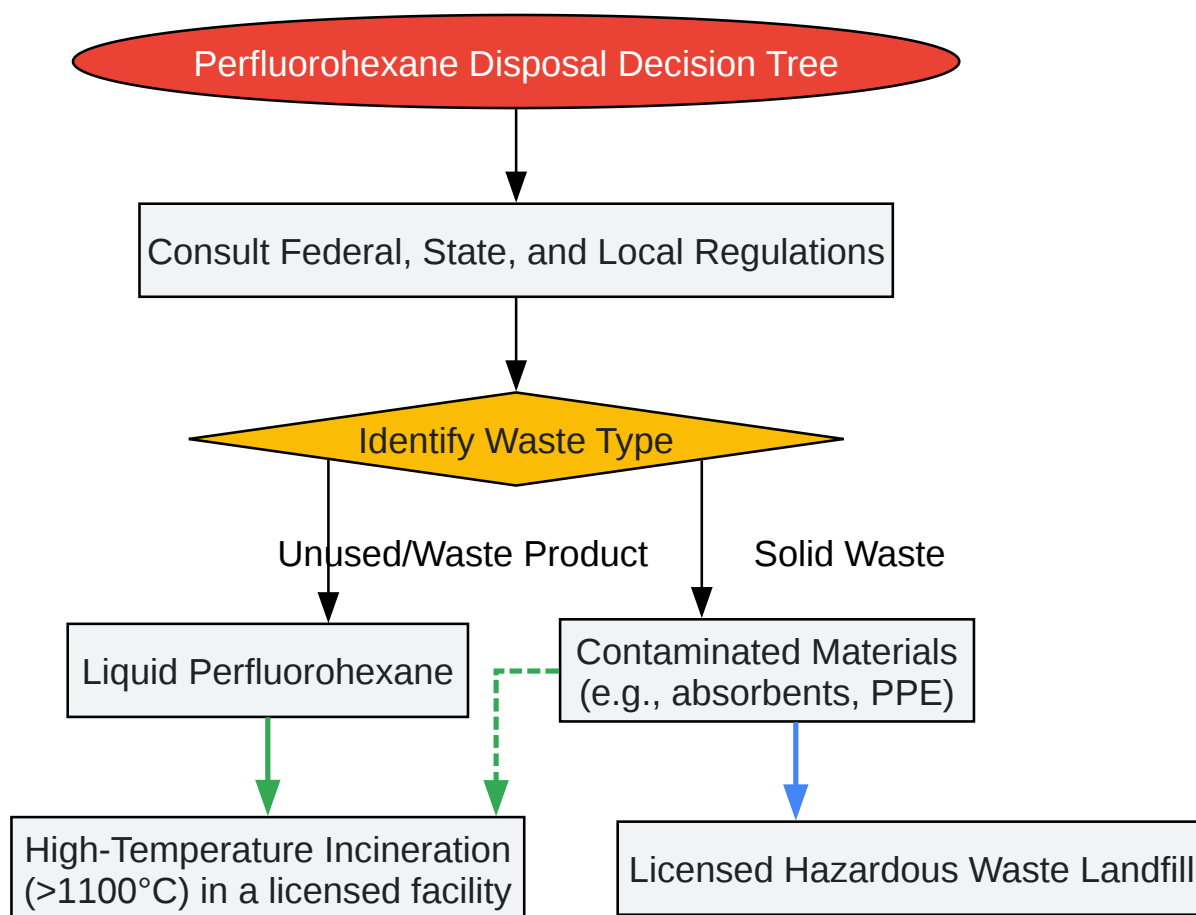 Perfluorohexane Disposal Decision Tree
Consult Federal, State, and Local Regulations
Identify Waste Type
Unused/Waste Product
Solid Waste
Liquid Perfluorohexane
Contaminated Materials
(e.g., absorbents, PPE)
High-Temperature Incineration
(>1100°C) in a licensed facility
Licensed Hazardous Waste Landfill